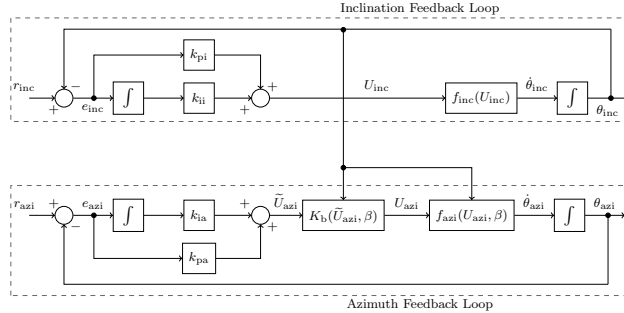 Inclination Feedback Loop
k_pi
r_inc
−
+
e_inc
∫
k_ii
+
+
U_inc
f_inc(U_inc)
θ̇_inc
∫
θ_inc
r_azi
+
−
e_azi
∫
k_ia
+
+
Ũ_azi
K_b(Ũ_azi, β)
U_azi
f_azi(U_azi, β)
θ̇_azi
∫
θ_azi
k_pa
Azimuth Feedback Loop